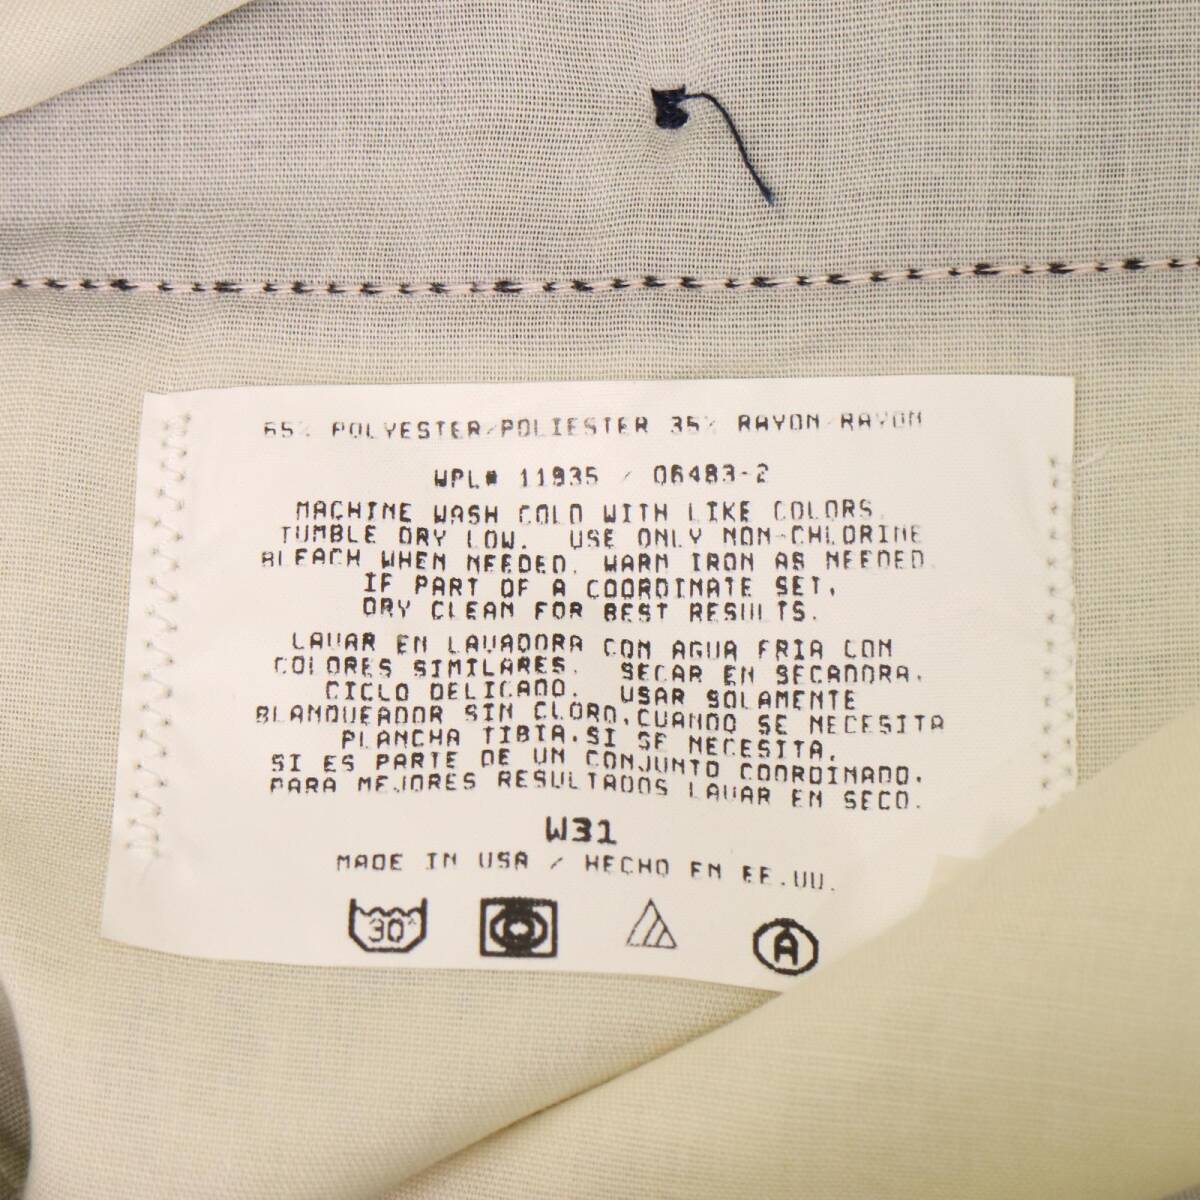 65% POLYESTER/POLIESTER 35% RAYON/RAYON
WPL# 11935 / 06483-2
MACHINE WASH COLD WITH LIKE COLORS.
TUMBLE DRY LOW. USE ONLY NON-CHLORINE
BLEACH WHEN NEEDED. WARM IRON AS NEEDED.
IF PART OF A COORDINATE SET,
DRY CLEAN FOR BEST RESULTS.
LAVAR EN LAVADORA CON AGUA FRIA CON
COLORES SIMILARES. SECAR EN SECADORA,
CICLO DELICADO. USAR SOLAMENTE
BLANQUEADOR SIN CLORO, CUANDO SE NECESITA
PLANCHA TIBIA. SI SE NECESITA.
SI ES PARTE DE UN CONJUNTO COORDINADO,
PARA MEJORES RESULTADOS LAVAR EN SECO.
W31
MADE IN USA / HECHO EN EE.UU.
30° A